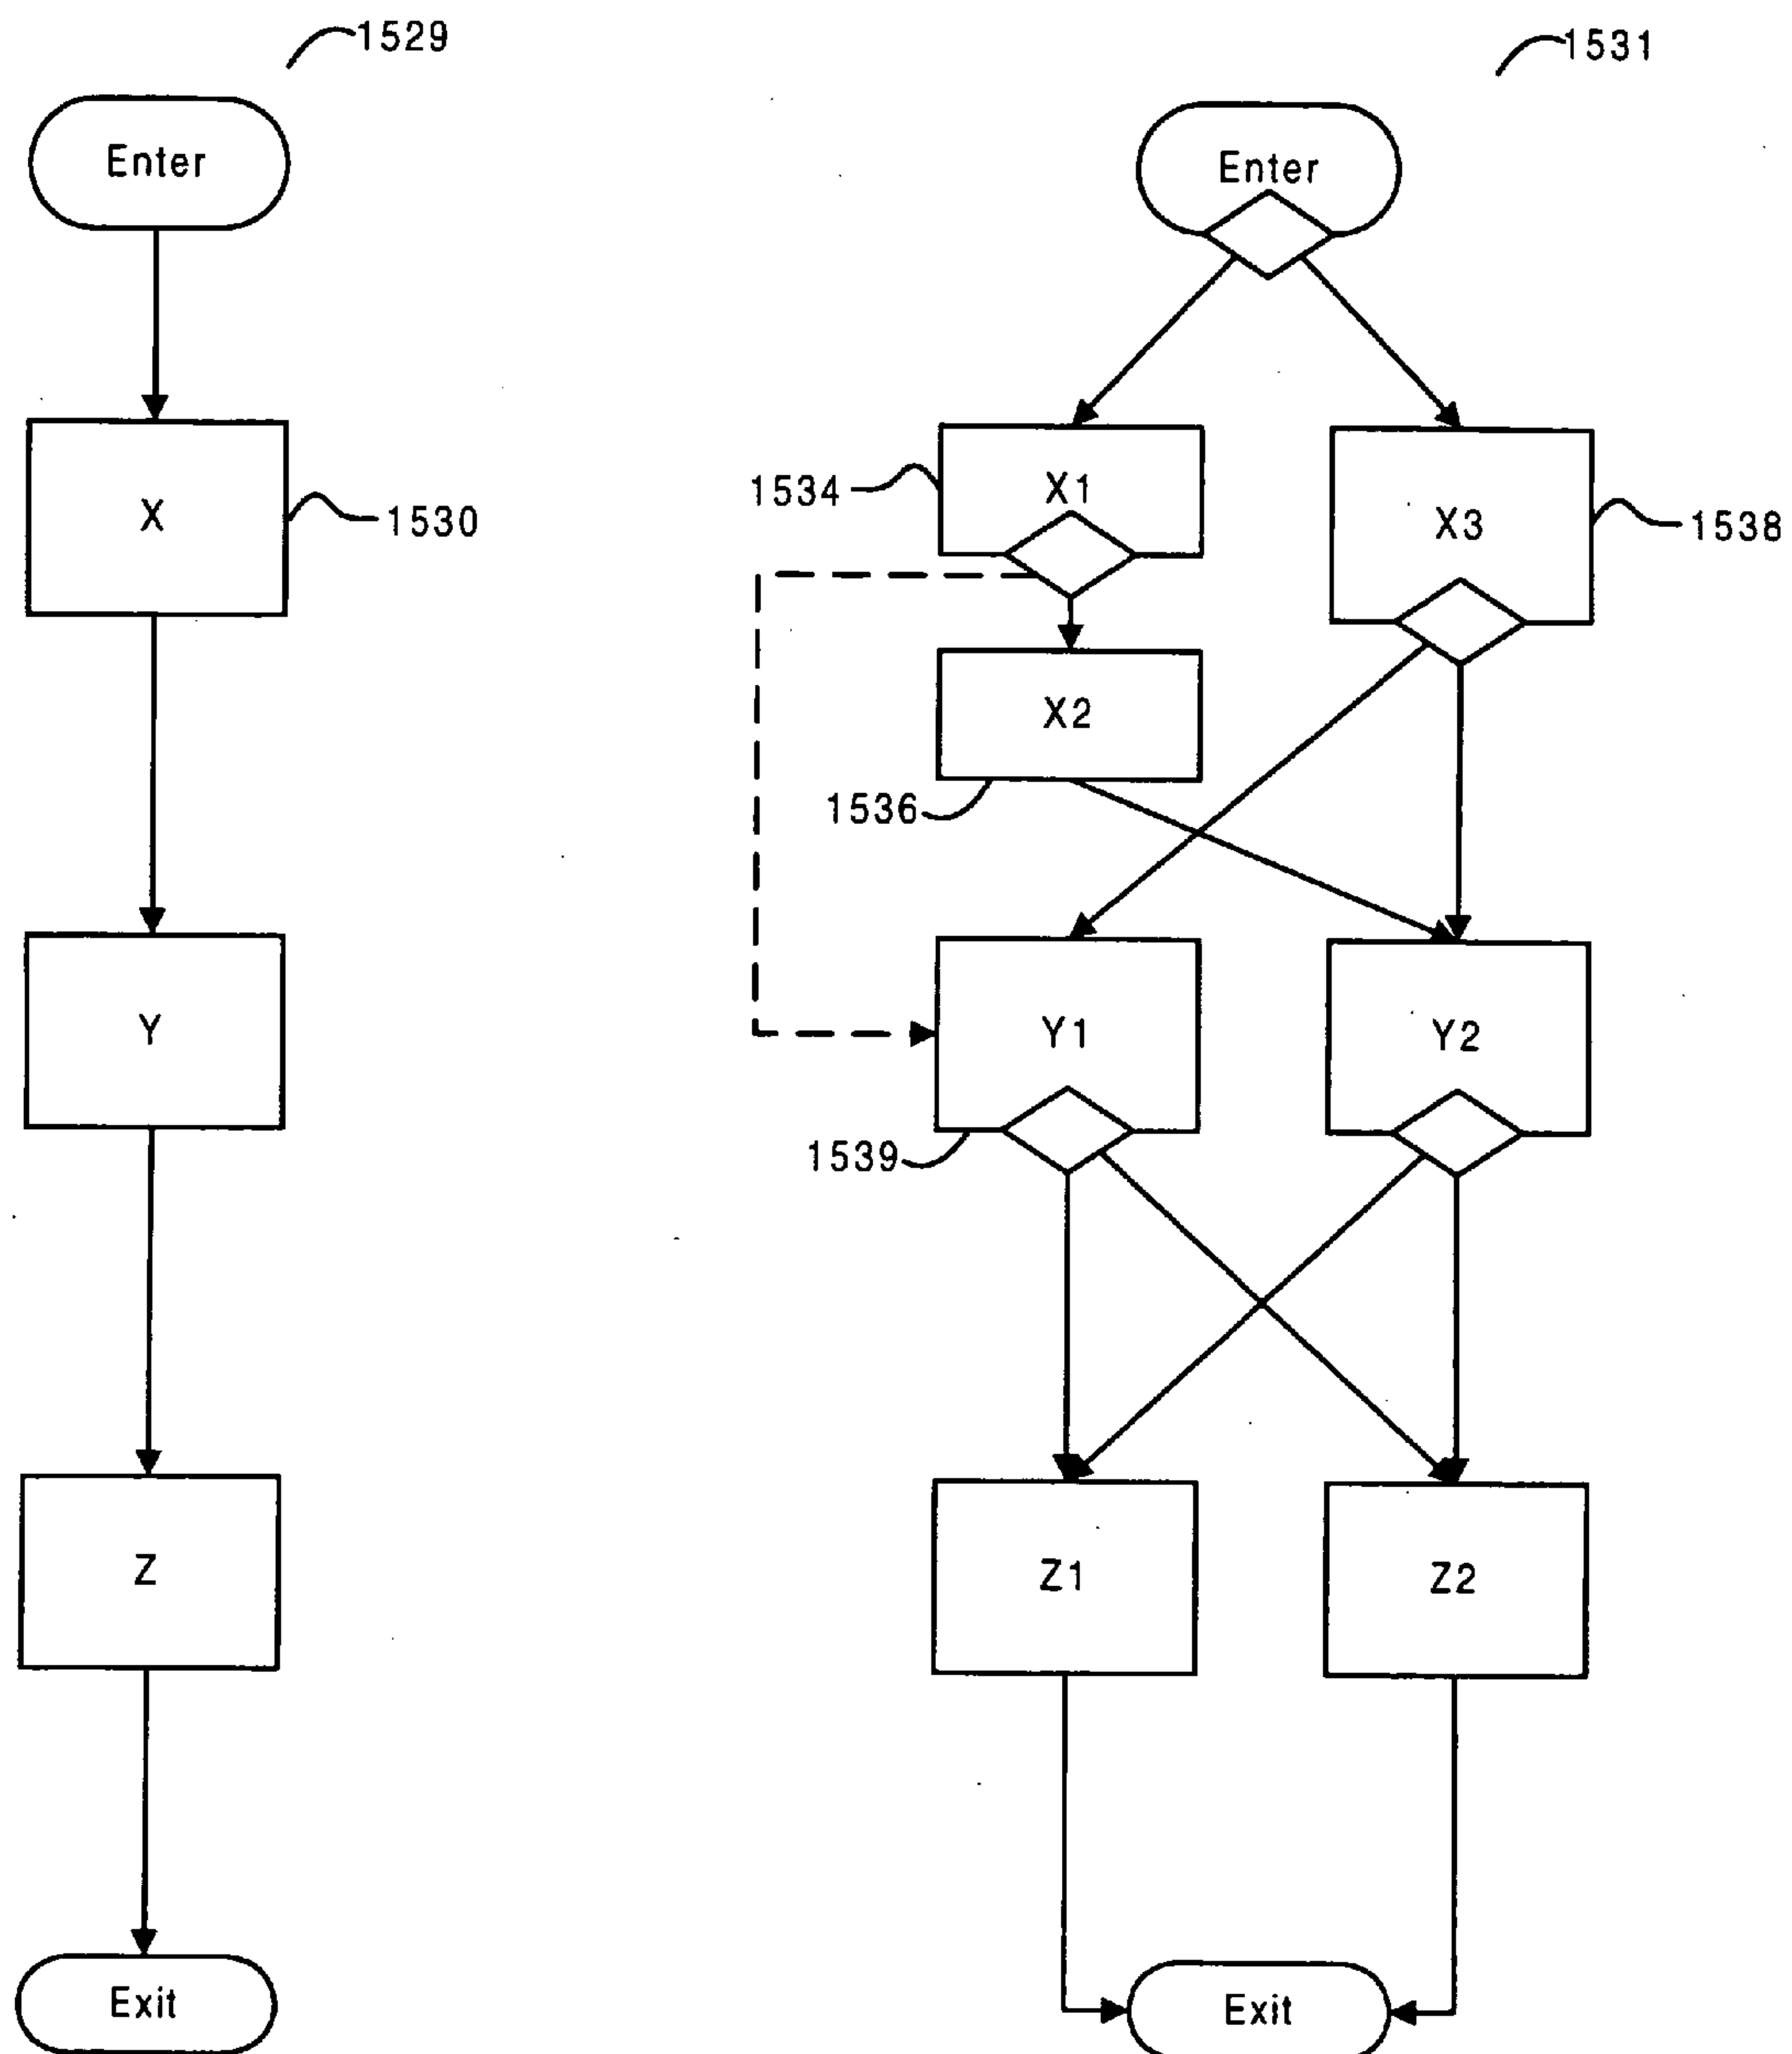 1529
1531
Enter
Enter
X
1530
1534
X1
X3
1538
X2
1536
Y
Y1
Y2
1539
Z
Z1
Z2
Exit
Exit